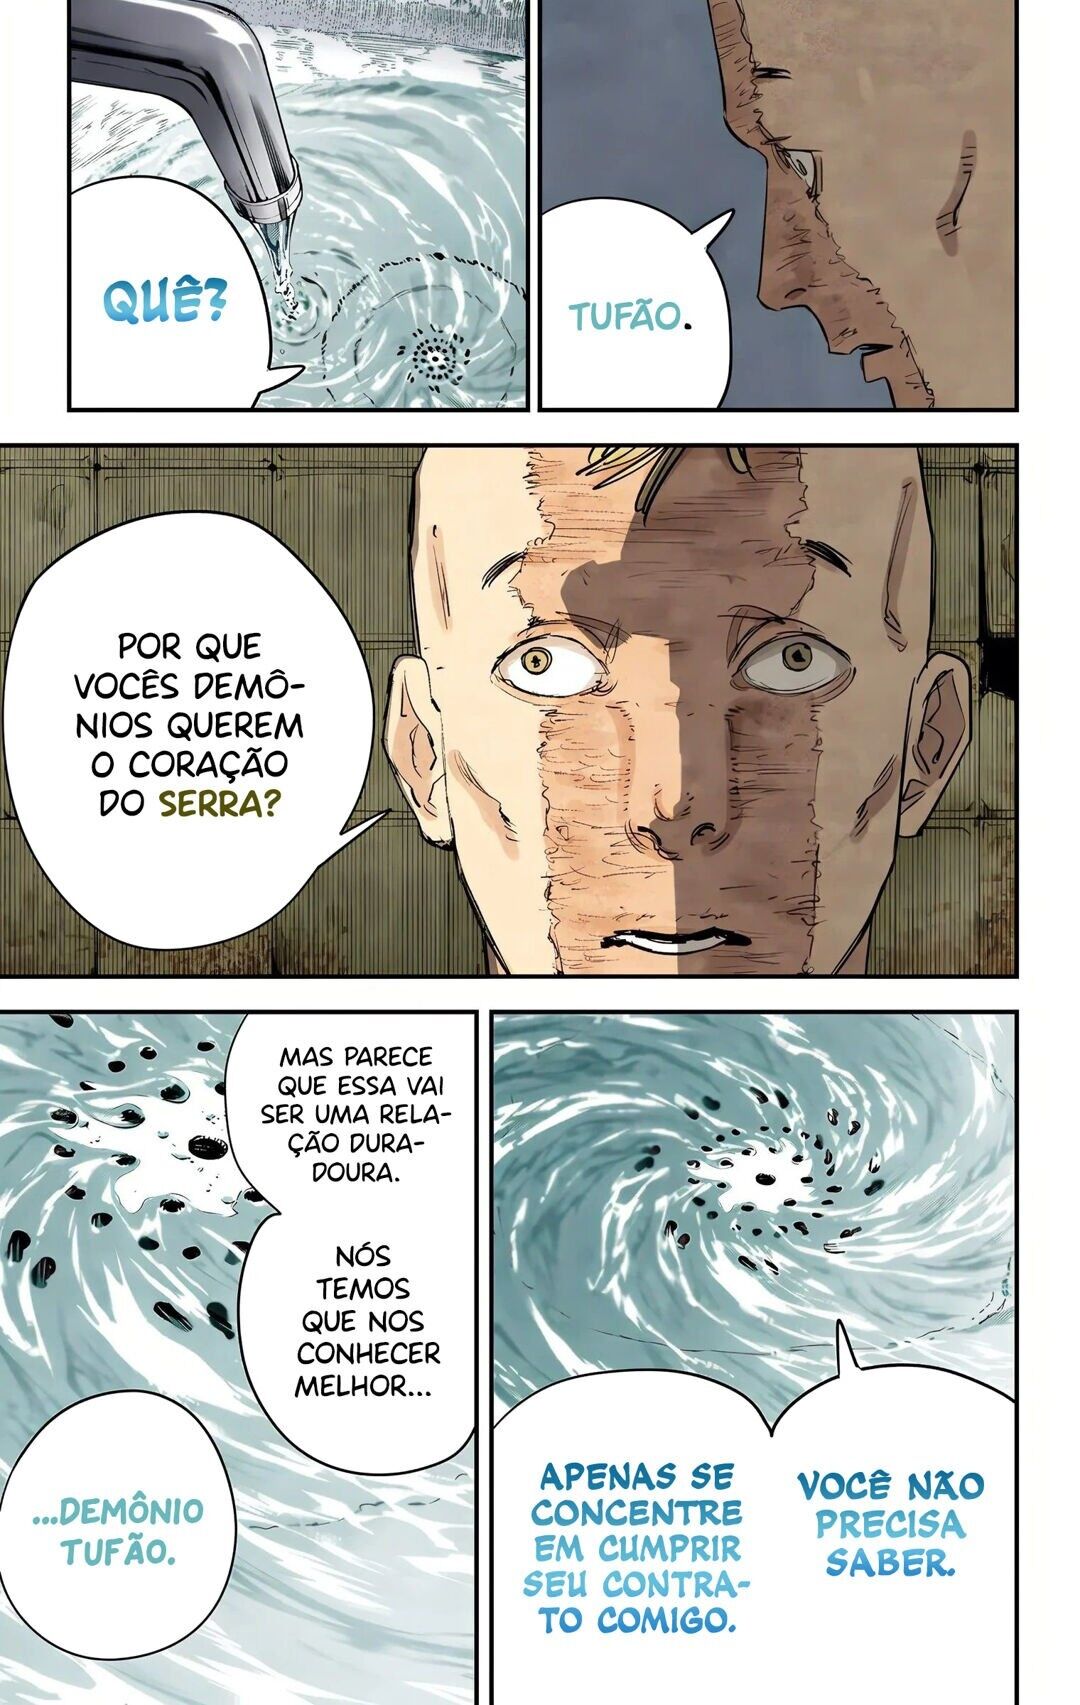 TUFÃO.
QUÊ?
POR QUE
VOCÊS DEMÔ-
NIOS QUEREM
O CORAÇÃO
DO SERRA?
VOCÊ NÃO
PRECISA
SABER.
APENAS SE
CONCENTRE
EM CUMPRIR
SEU CONTRA-
TO COMIGO.
MAS PARECE
QUE ESSA VAI
SER UMA RELA-
ÇÃO DURA-
DOURA.
NÓS
TEMOS
QUE NOS
CONHECER
MELHOR...
...DEMÔNIO
TUFÃO.